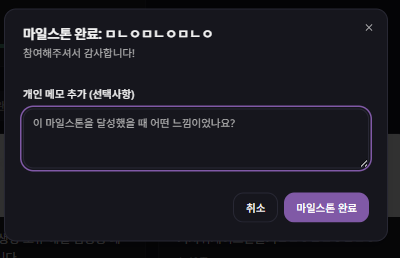 마일스톤 완료: ㅁㄴㅇㅁㄴㅇㅁㄴㅇ
참여해주셔서 감사합니다!
개인 메모 추가 (선택사항)
이 마일스톤을 달성했을 때 어떤 느낌이었나요?
취소
마일스톤 완료